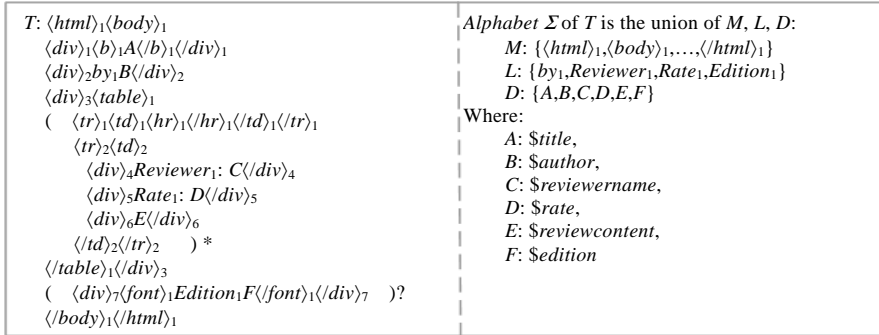 T: ⟨html⟩₁⟨body⟩₁
⟨div⟩₁⟨b⟩₁A⟨/b⟩₁⟨/div⟩₁
⟨div⟩₂by₁B⟨/div⟩₂
⟨div⟩₃⟨table⟩₁
( ⟨tr⟩₁⟨td⟩₁⟨hr⟩₁⟨/hr⟩₁⟨/td⟩₁⟨/tr⟩₁
⟨tr⟩₂⟨td⟩₂
⟨div⟩₄Reviewer₁: C⟨/div⟩₄
⟨div⟩₅Rate₁: D⟨/div⟩₅
⟨div⟩₆E⟨/div⟩₆
⟨/td⟩₂⟨/tr⟩₂ ) *
⟨/table⟩₁⟨/div⟩₃
( ⟨div⟩₇⟨font⟩₁Edition₁F⟨/font⟩₁⟨/div⟩₇ )?
⟨/body⟩₁⟨/html⟩₁
Alphabet Σ of T is the union of M, L, D:
M: {⟨html⟩₁,⟨body⟩₁,…,⟨/html⟩₁}
L: {by₁,Reviewer₁,Rate₁,Edition₁}
D: {A,B,C,D,E,F}
Where:
A: $title,
B: $author,
C: $reviewername,
D: $rate,
E: $reviewcontent,
F: $edition